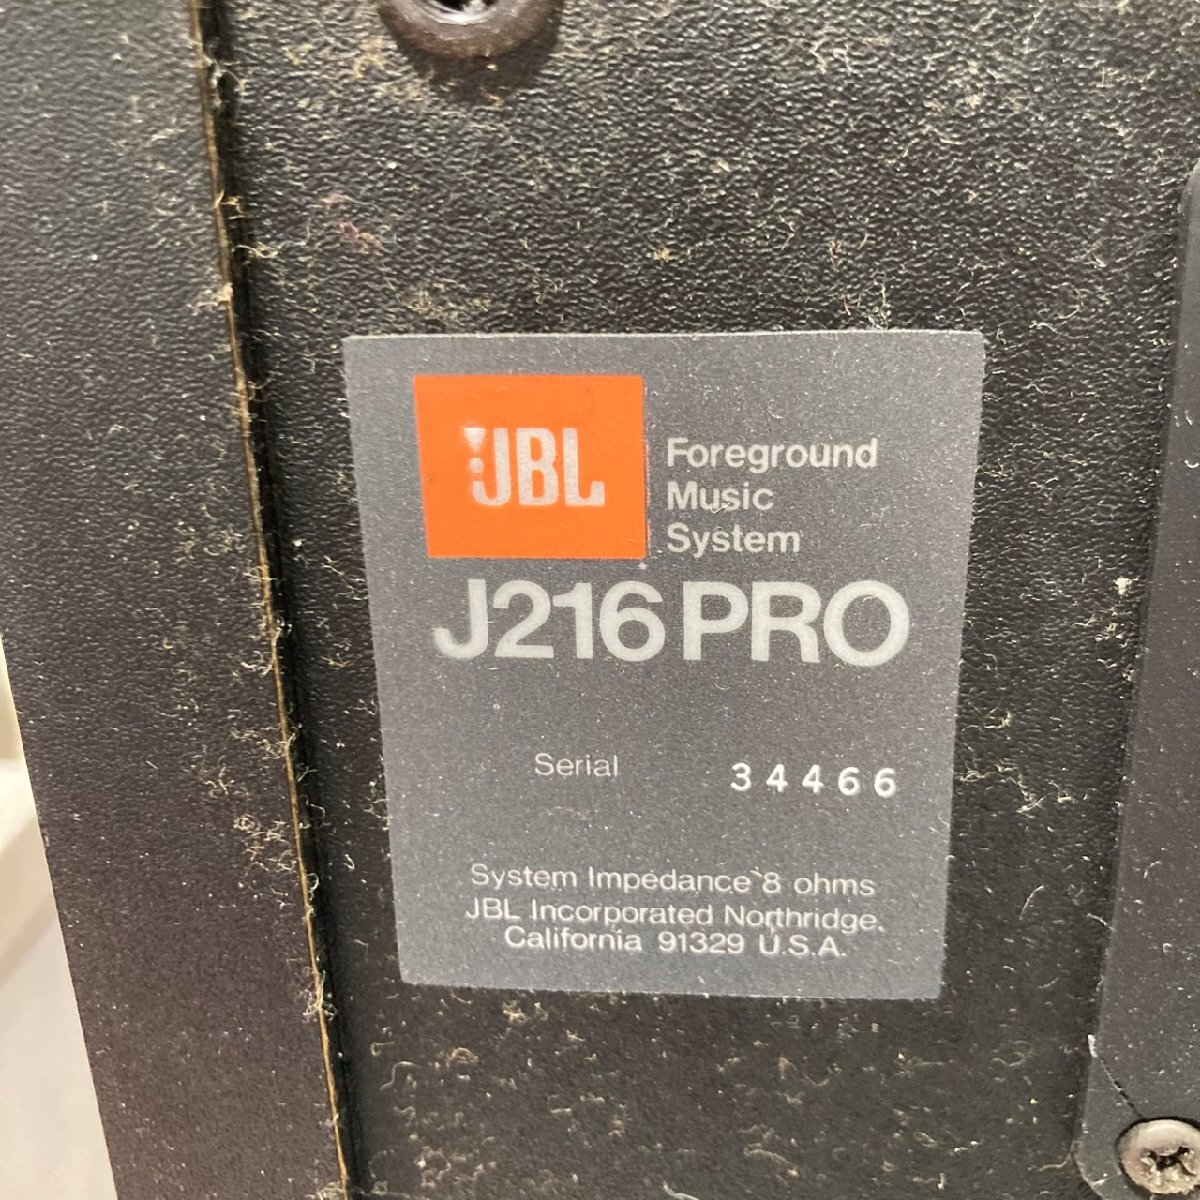 JBL
Foreground
Music
System
J216 PRO
Serial 34466
System Impedance 8 ohms
JBL Incorporated Northridge,
California 91329 U.S.A.